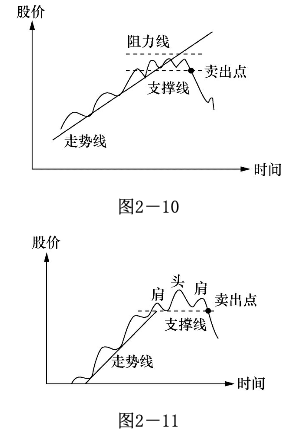 股价
阻力线
卖出点
支撑线
走势线
时间
图2-10
股价
肩 头 肩
卖出点
支撑线
走势线
时间
图2-11